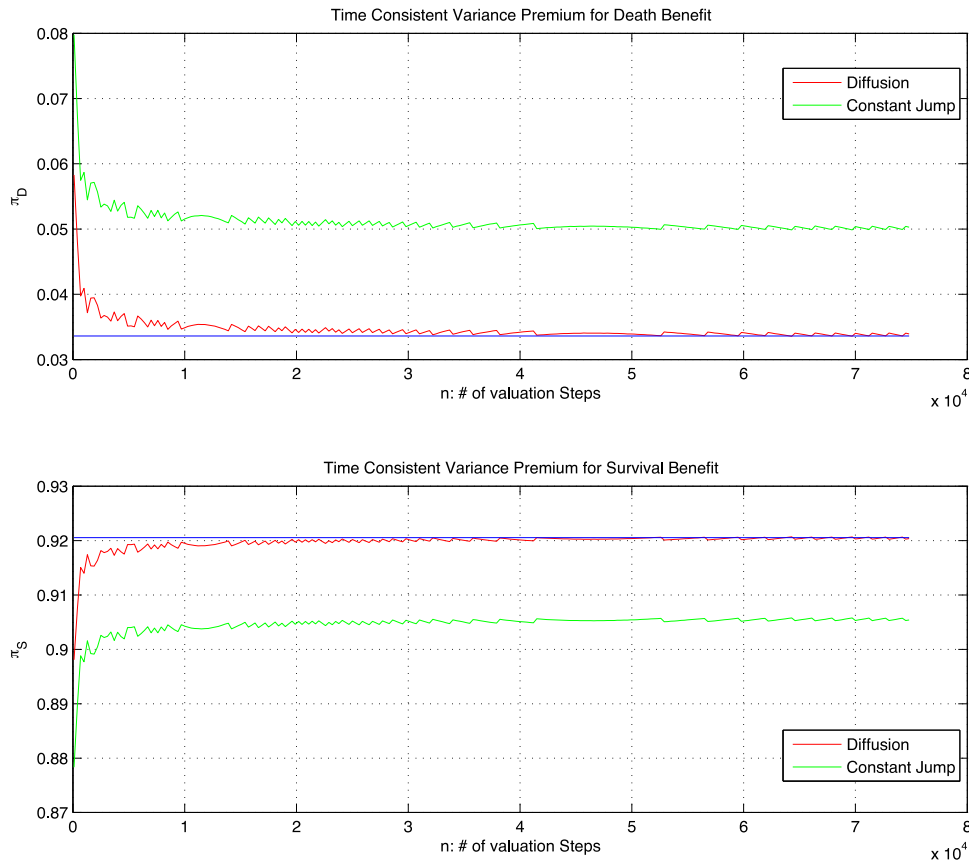 Time Consistent Variance Premium for Death Benefit
0.08
0.07
0.06
0.05
0.04
0.03
π_D
Diffusion
Constant Jump
0 1 2 3 4 5 6 7 8
n: # of valuation Steps
x 10^4
Time Consistent Variance Premium for Survival Benefit
0.93
0.92
0.91
0.9
0.89
0.88
0.87
π_S
Diffusion
Constant Jump
0 1 2 3 4 5 6 7 8
n: # of valuation Steps
x 10^4